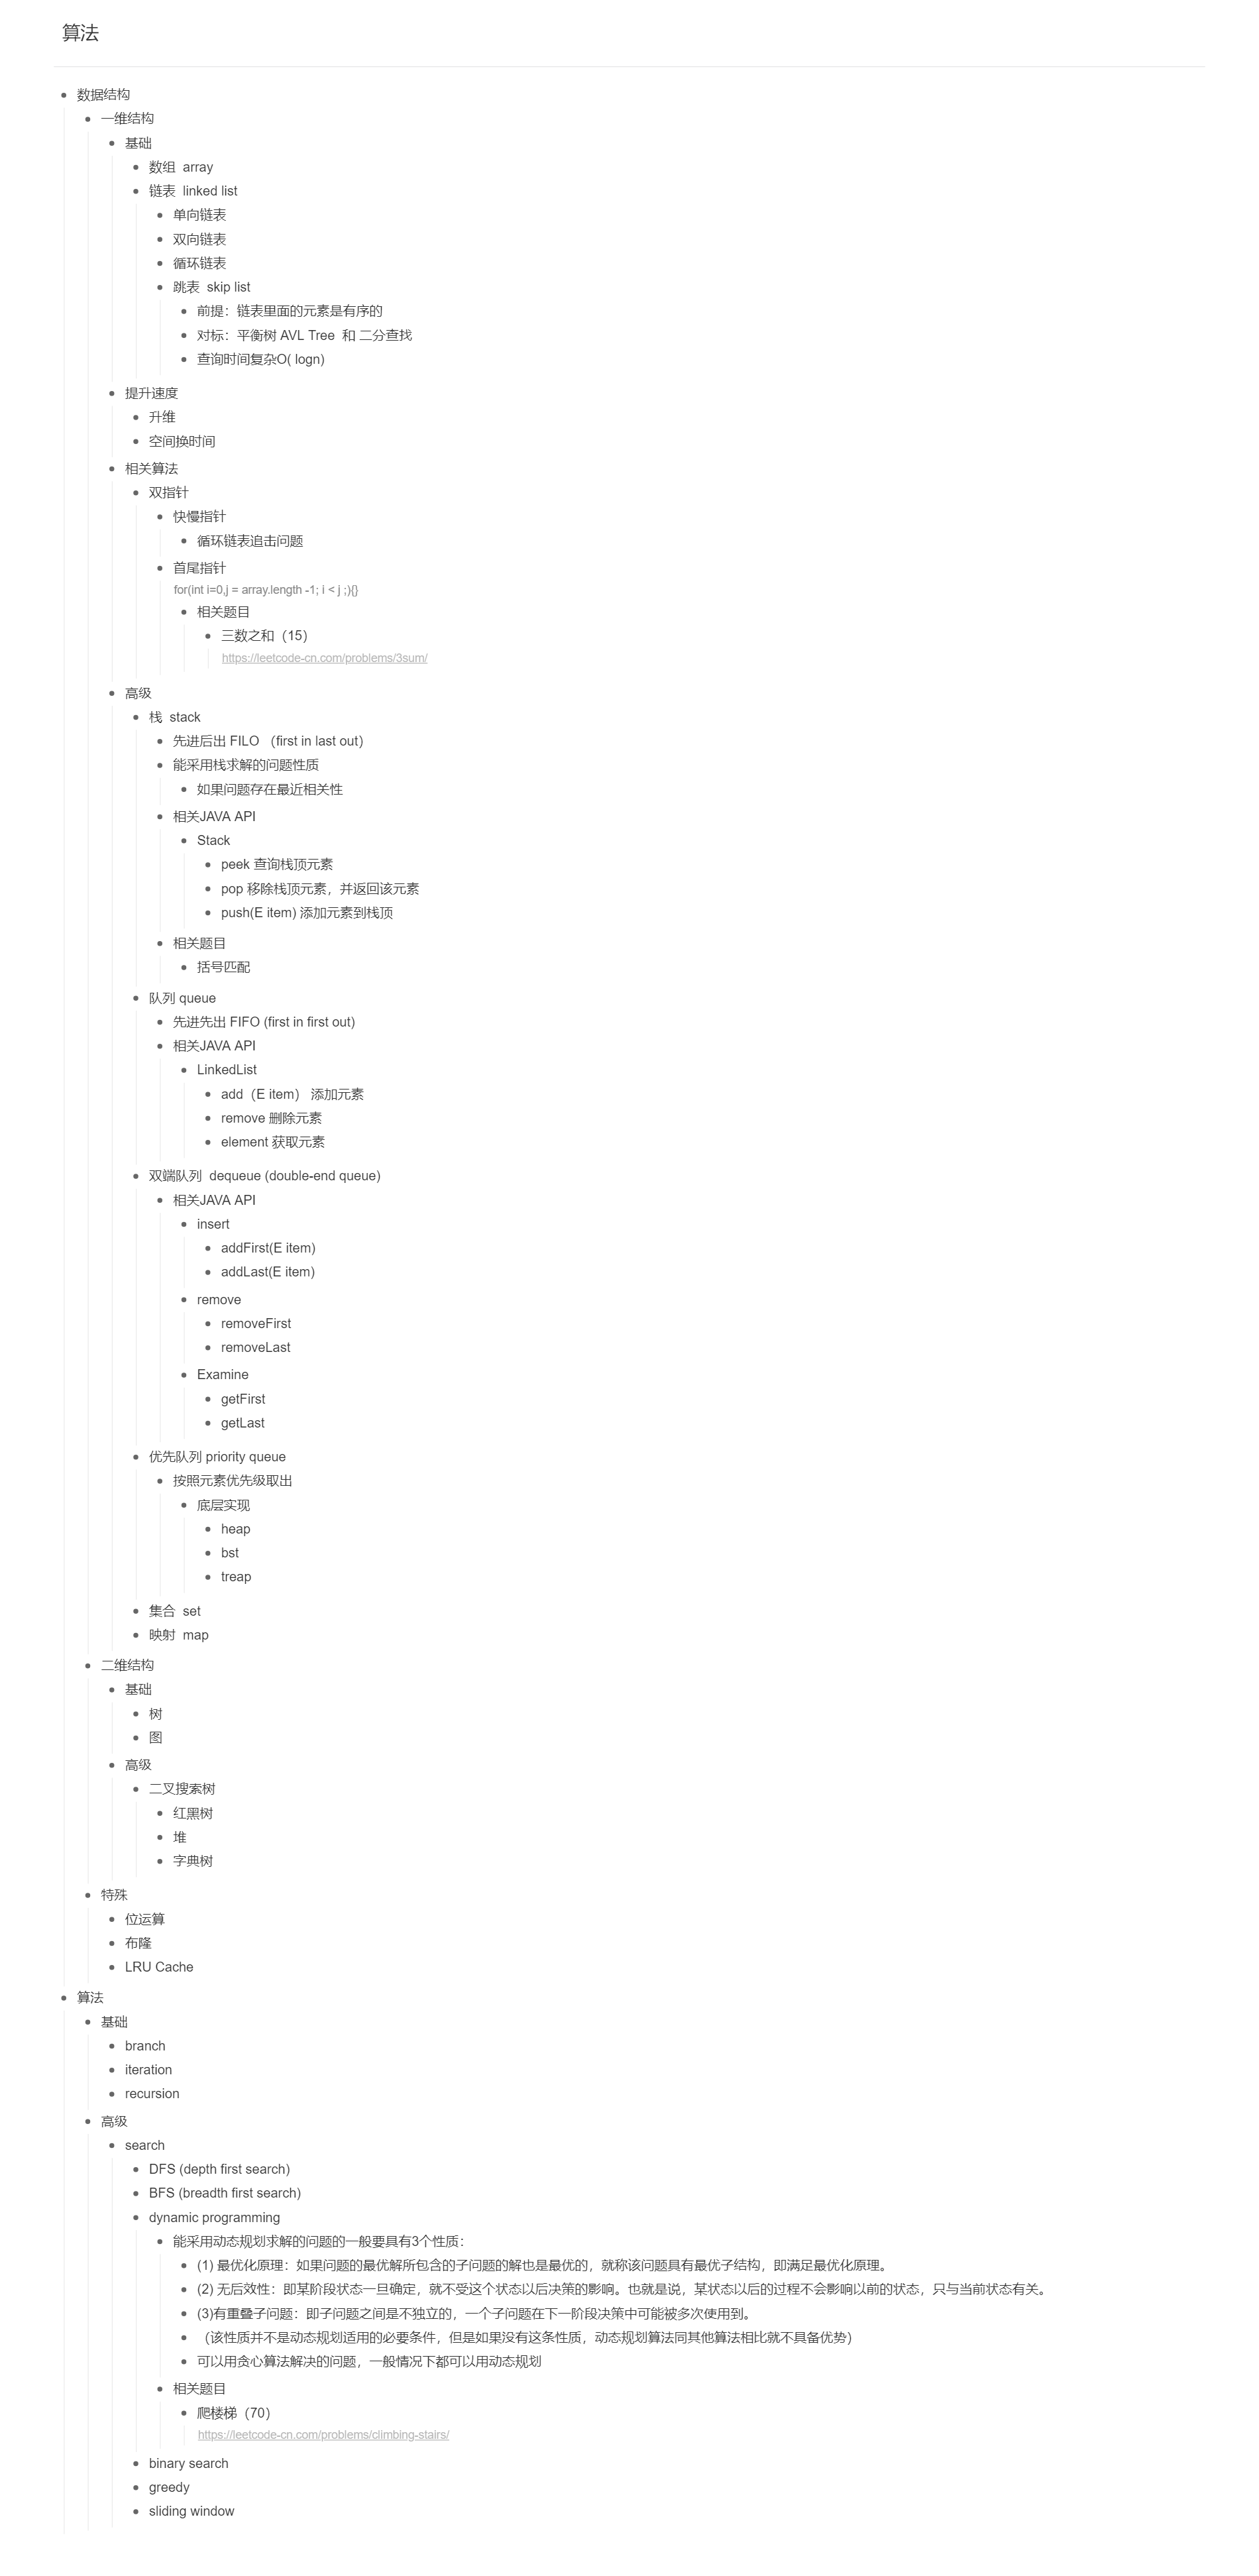 算法
数据结构
一维结构
基础
数组  array
链表  linked list
单向链表
双向链表
循环链表
跳表  skip list
前提：链表里面的元素是有序的
对标：平衡树 AVL Tree  和 二分查找
查询时间复杂O( logn)
提升速度
升维
空间换时间
相关算法
双指针
快慢指针
循环链表追击问题
首尾指针
for(int i=0,j = array.length -1; i < j ;){}
相关题目
三数之和（15）
https://leetcode-cn.com/problems/3sum/
高级
栈  stack
先进后出 FILO （first in last out）
能采用栈求解的问题性质
如果问题存在最近相关性
相关JAVA API
Stack
peek 查询栈顶元素
pop 移除栈顶元素，并返回该元素
push(E item) 添加元素到栈顶
相关题目
括号匹配
队列 queue
先进先出 FIFO (first in first out)
相关JAVA API
LinkedList
add（E item） 添加元素
remove 删除元素
element 获取元素
双端队列  dequeue (double-end queue)
相关JAVA API
insert
addFirst(E item)
addLast(E item)
remove
removeFirst
removeLast
Examine
getFirst
getLast
优先队列 priority queue
按照元素优先级取出
底层实现
heap
bst
treap
集合  set
映射  map
二维结构
基础
树
图
高级
二叉搜索树
红黑树
堆
字典树
特殊
位运算
布隆
LRU Cache
算法
基础
branch
iteration
recursion
高级
search
DFS (depth first search)
BFS (breadth first search)
dynamic programming
能采用动态规划求解的问题的一般要具有3个性质：
(1) 最优化原理：如果问题的最优解所包含的子问题的解也是最优的，就称该问题具有最优子结构，即满足最优化原理。
(2) 无后效性：即某阶段状态一旦确定，就不受这个状态以后决策的影响。也就是说，某状态以后的过程不会影响以前的状态，只与当前状态有关。
(3)有重叠子问题：即子问题之间是不独立的，一个子问题在下一阶段决策中可能被多次使用到。
（该性质并不是动态规划适用的必要条件，但是如果没有这条性质，动态规划算法同其他算法相比就不具备优势）
可以用贪心算法解决的问题，一般情况下都可以用动态规划
相关题目
爬楼梯（70）
https://leetcode-cn.com/problems/climbing-stairs/
binary search
greedy
sliding window